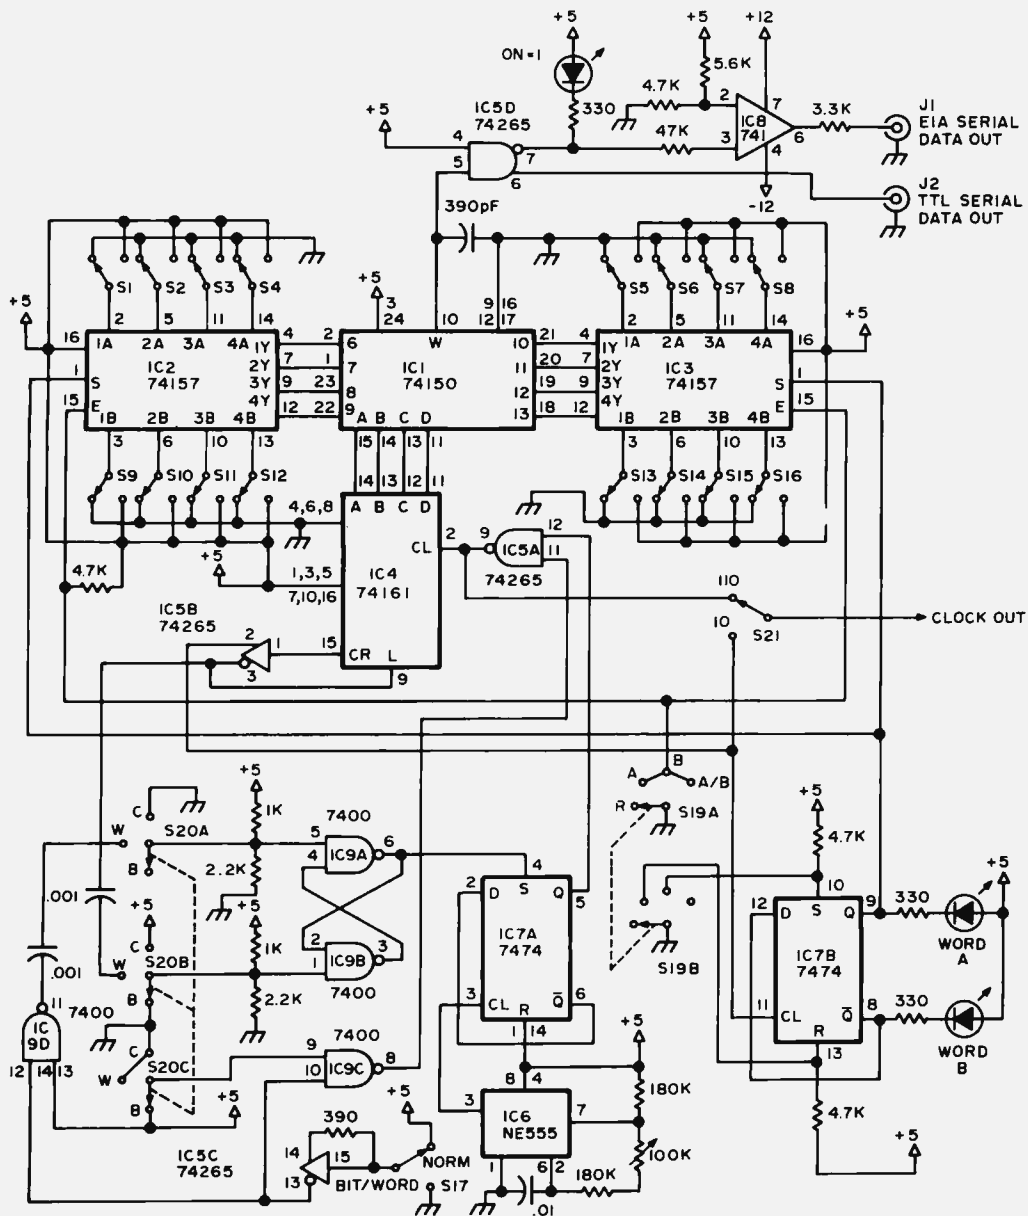 +5
+5
+12
ON=1
5.6K
4.7K
2
7
IC8
741
3
4
6
3.3K
J1
EIA SERIAL
DATA OUT
330
47K
+5
IC5D
74265
4
5
7
6
-12
J2
TTL SERIAL
DATA OUT
390pF
S1
S2
S3
S4
+5
3
24
9
16
12
17
10
S5
S6
S7
S8
+5
+5
16
2
5
11
14
1A
2A
3A
4A
1
S
IC2
74157
15
E
1Y
2Y
3Y
4Y
4
7
9
12
1B
2B
3B
4B
3
6
10
13
2
1
23
22
6
7
8
9
W
IC1
74150
10
11
12
13
A
B
C
D
15
14
13
11
21
20
19
18
4
7
9
12
2
5
11
14
1A
2A
3A
4A
1Y
2Y
3Y
4Y
IC3
74157
16
S
1
E
15
1B
2B
3B
4B
3
6
10
13
S9
S10
S11
S12
S13
S14
S15
S16
14
13
12
11
4,6,8
A
B
C
D
CL
2
IC4
74161
1,3,5
7,10,16
+5
4.7K
CR
L
15
9
9
IC5A
12
11
74265
IC5B
74265
2
1
3
110
10
S21
CLOCK OUT
A
B
A/B
R
S19A
S19B
+5
4.7K
C
S20A
W
B
+5
1K
2.2K
+5
1K
2.2K
.001
.001
+5
C
S20B
W
B
C
S20C
W
B
+5
7400
5
4
IC9A
6
2
1
IC9B
3
7400
7400
9
10
IC9C
8
11
7400
IC
9D
12
14
13
IC5C
74265
390
14
15
13
+5
NORM
BIT/WORD
S17
2
D
4
S
Q
5
IC7A
7474
3
CL
R
Q
6
1
14
8
4
3
IC6
NE555
7
1
6
2
.01
180K
+5
180K
100K
12
D
10
S
Q
9
IC7B
7474
11
CL
R
Q
8
13
330
WORD
A
+5
330
WORD
B
4.7K
+5